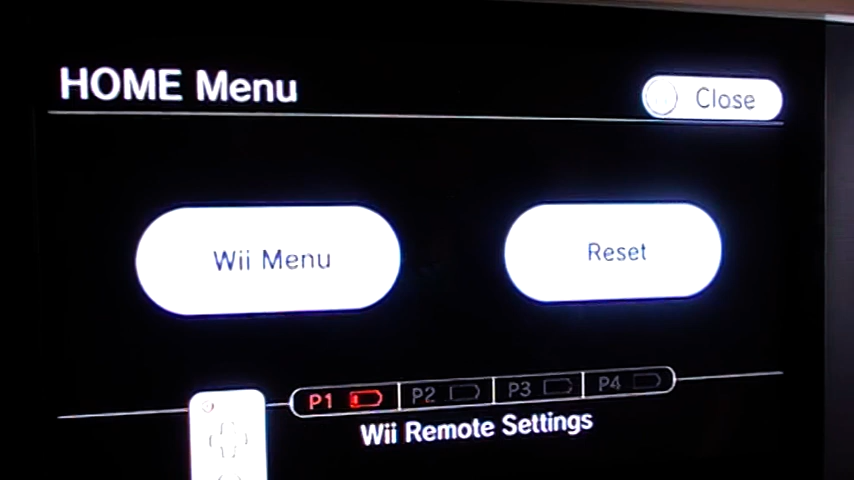 HOME Menu
Close
Wii Menu
Reset
P1 P2 P3 P4
Wii Remote Settings